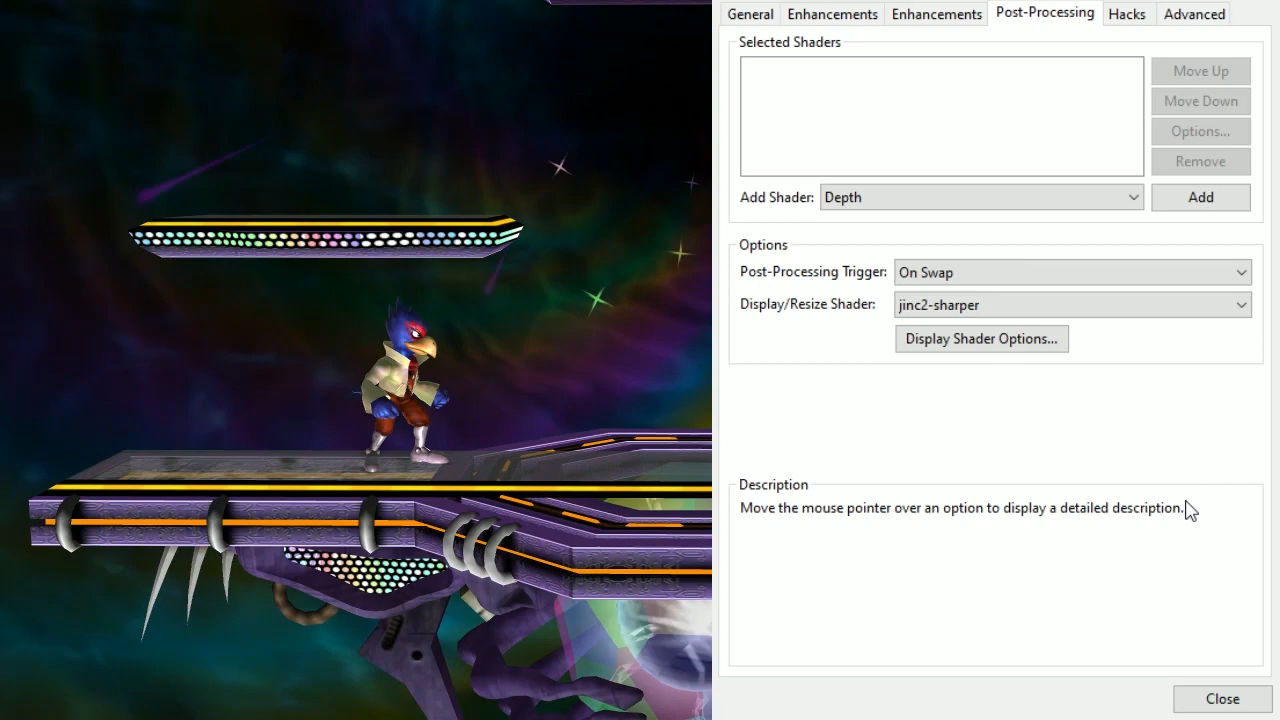 General Enhancements Enhancements Post-Processing Hacks Advanced
Selected Shaders
Move Up
Move Down
Options...
Remove
Add Shader: Depth Add
Options
Post-Processing Trigger: On Swap
Display/Resize Shader: jinc2-sharper
Display Shader Options...
Description
Move the mouse pointer over an option to display a detailed description.
Close